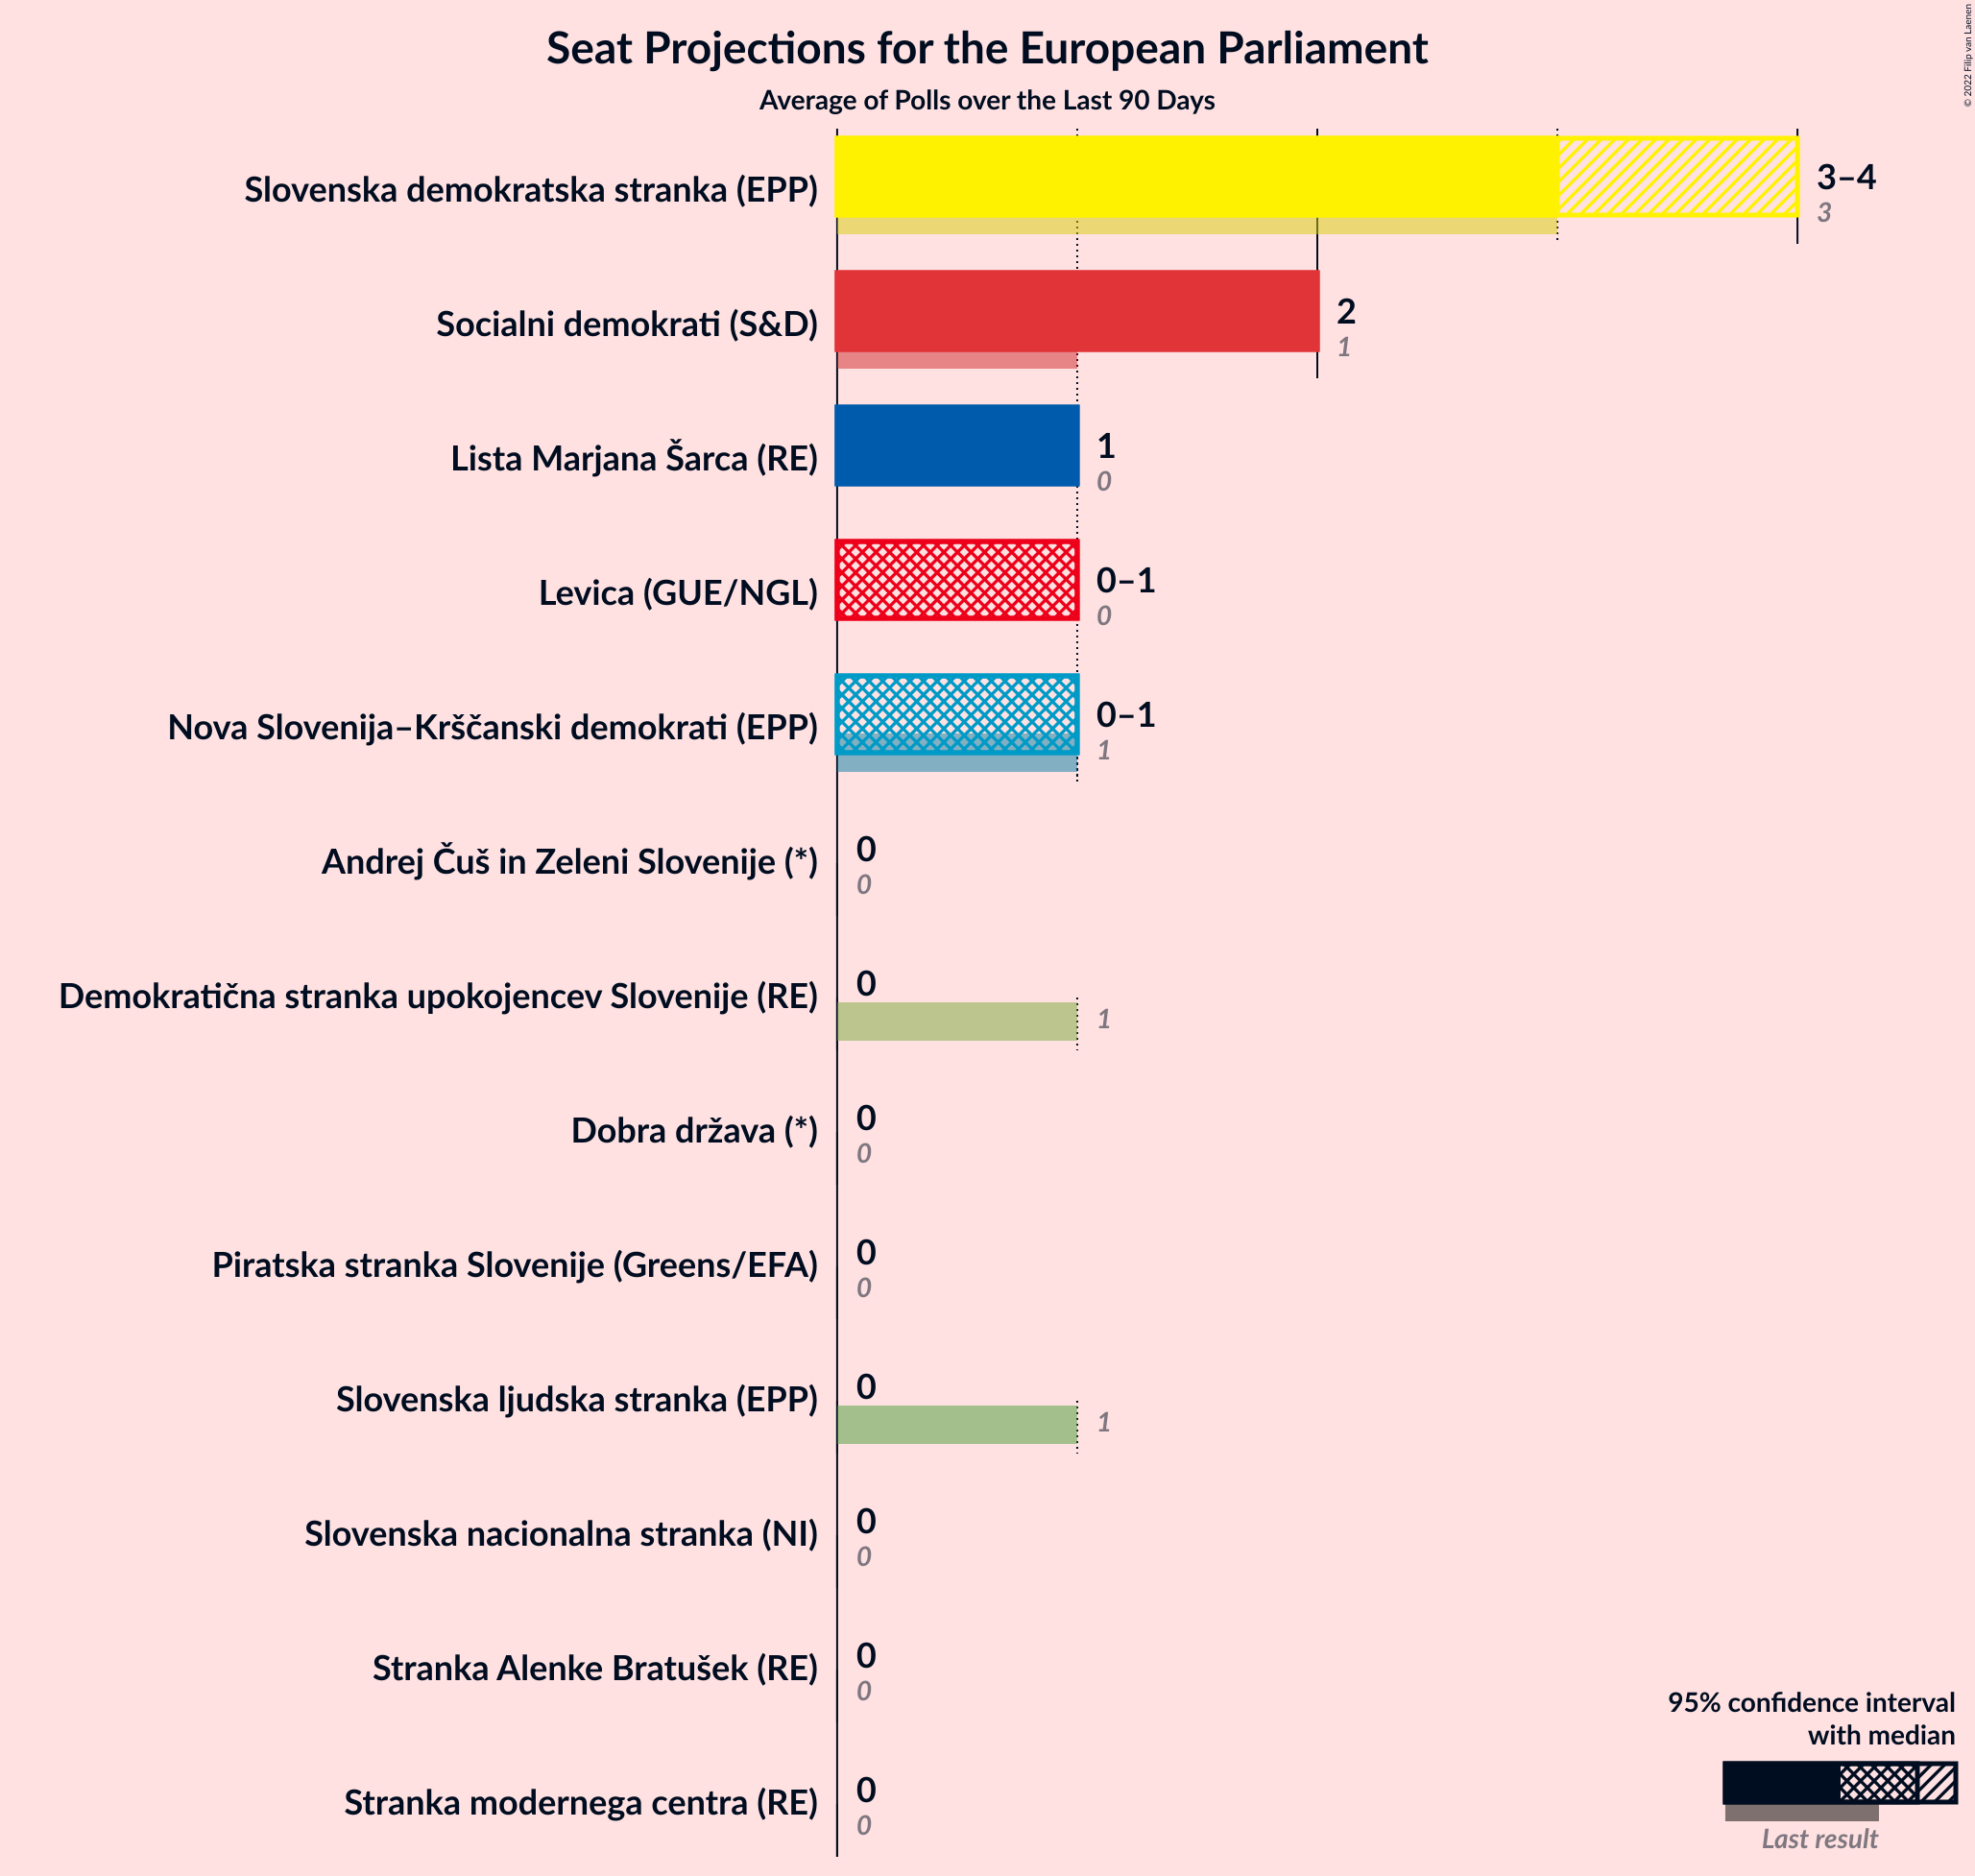 © 2022 Filip van Laenen
Seat Projections for the European Parliament
Average of Polls over the Last 90 Days
Slovenska demokratska stranka (EPP)
3–4
3
Socialni demokrati (S&D)
2
1
Lista Marjana Šarca (RE)
1
0
Levica (GUE/NGL)
0–1
0
Nova Slovenija–Krščanski demokrati (EPP)
0–1
1
Andrej Čuš in Zeleni Slovenije (*)
0
0
Demokratična stranka upokojencev Slovenije (RE)
0
1
Dobra država (*)
0
0
Piratska stranka Slovenije (Greens/EFA)
0
0
Slovenska ljudska stranka (EPP)
0
1
Slovenska nacionalna stranka (NI)
0
0
Stranka Alenke Bratušek (RE)
0
0
Stranka modernega centra (RE)
0
0
95% confidence interval
with median
Last result